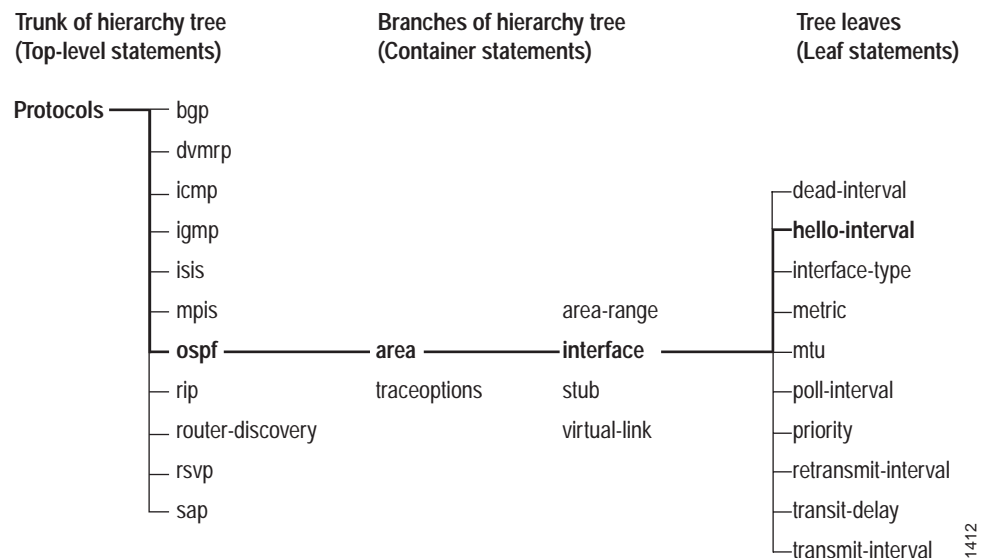 Trunk of hierarchy tree
(Top-level statements)
Branches of hierarchy tree
(Container statements)
Tree leaves
(Leaf statements)
Protocols
bgp
dvmrp
icmp
igmp
isis
mpis
ospf
rip
router-discovery
rsvp
sap
area
traceoptions
area-range
interface
stub
virtual-link
dead-interval
hello-interval
interface-type
metric
mtu
poll-interval
priority
retransmit-interval
transit-delay
transmit-interval
1412